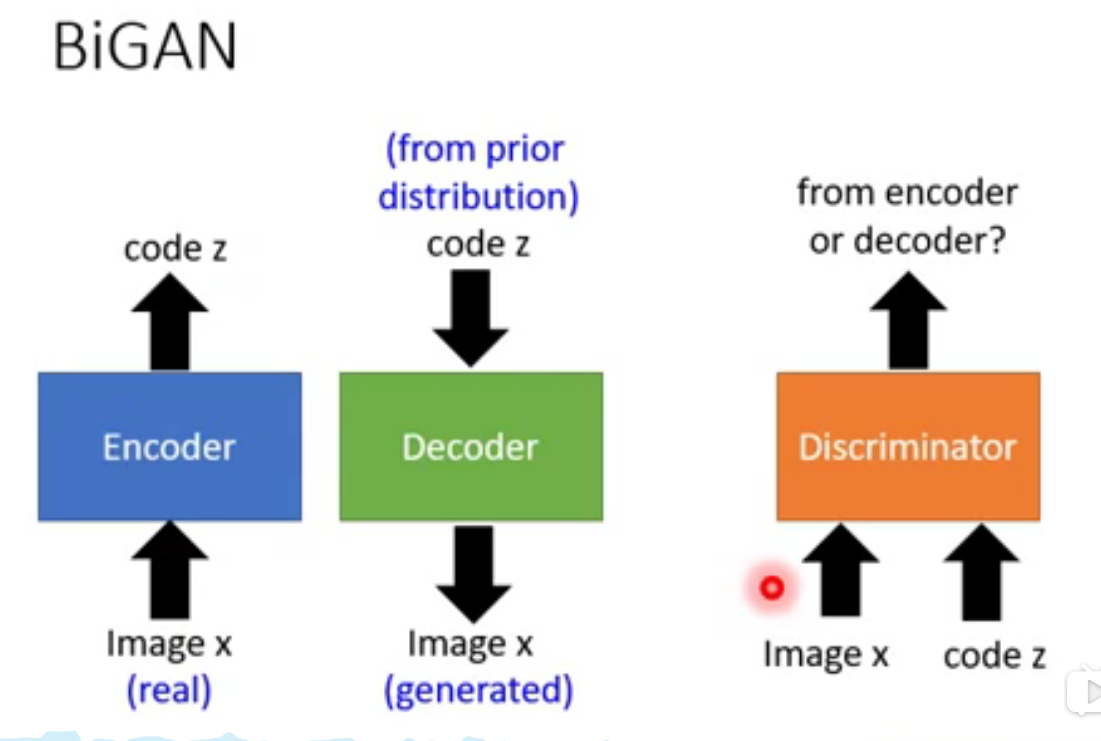 BiGAN
(from prior
distribution)
code z
code z
from encoder
or decoder?
Encoder
Decoder
Discriminator
Image x
(real)
Image x
(generated)
Image x
code z